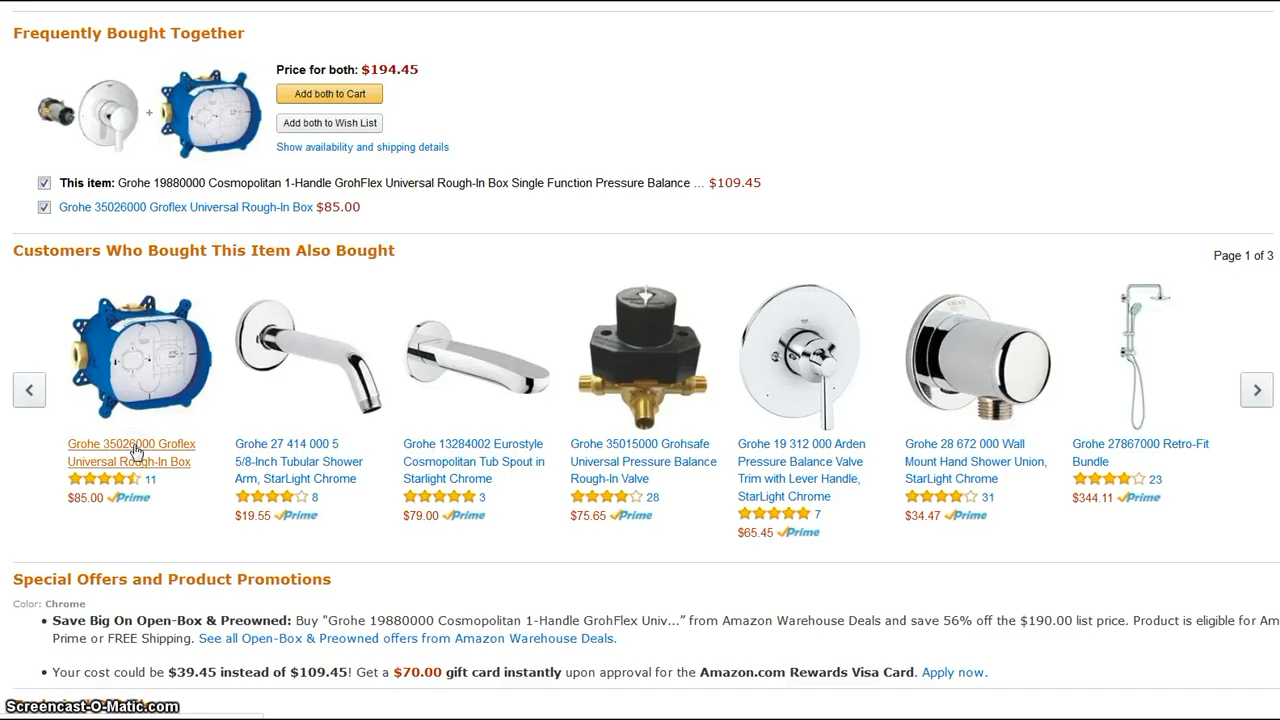 Frequently Bought Together
Price for both: $194.45
Add both to Cart
+
Add both to Wish List
Show availability and shipping details
This item: Grohe 19880000 Cosmopolitan 1-Handle GrohFlex Universal Rough-In Box Single Function Pressure Balance ... $109.45
Grohe 35026000 Groflex Universal Rough-In Box $85.00
Customers Who Bought This Item Also Bought
Page 1 of 3
Grohe 35026000 Groflex
Universal Rough-In Box
11
$85.00 Prime
Grohe 27 414 000 5
5/8-Inch Tubular Shower
Arm, StarLight Chrome
8
$19.55 Prime
Grohe 13284002 Eurostyle
Cosmopolitan Tub Spout in
Starlight Chrome
3
$79.00 Prime
Grohe 35015000 Grohsafe
Universal Pressure Balance
Rough-In Valve
28
$75.65 Prime
Grohe 19 312 000 Arden
Pressure Balance Valve
Trim with Lever Handle,
StarLight Chrome
7
$65.45 Prime
Grohe 28 672 000 Wall
Mount Hand Shower Union,
StarLight Chrome
31
$34.47 Prime
Grohe 27867000 Retro-Fit
Bundle
23
$344.11 Prime
Special Offers and Product Promotions
Color: Chrome
• Save Big On Open-Box & Preowned: Buy "Grohe 19880000 Cosmopolitan 1-Handle GrohFlex Univ..." from Amazon Warehouse Deals and save 56% off the $190.00 list price. Product is eligible for Am
Prime or FREE Shipping. See all Open-Box & Preowned offers from Amazon Warehouse Deals.
• Your cost could be $39.45 instead of $109.45! Get a $70.00 gift card instantly upon approval for the Amazon.com Rewards Visa Card. Apply now.
Screencast-O-Matic.com